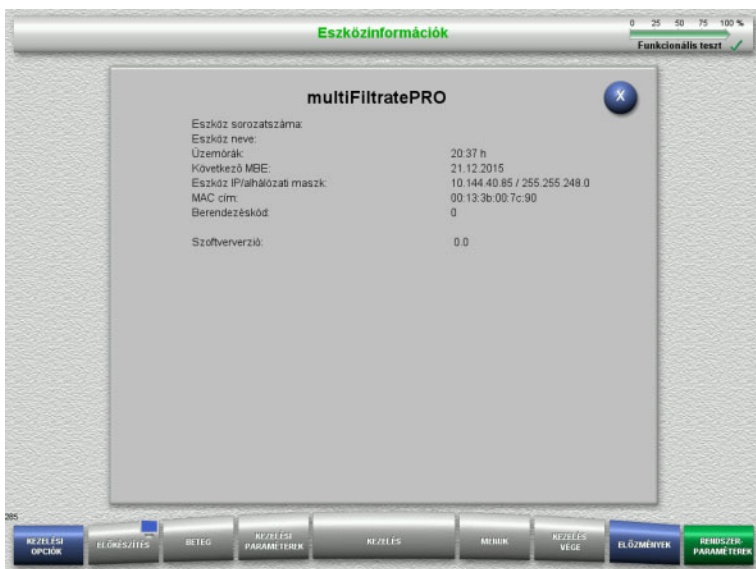 Eszközinformációk
0 25 50 75 100 %
Funkcionális teszt
multiFiltratePRO
X
Eszköz sorozatszáma:
Eszköz neve:
Üzemórák: 20:37 h
Következő MBE: 21.12.2015
Eszköz IP/alhálózati maszk: 10.144.40.85 / 255.255.248.0
MAC cím: 00:13:3b:00:7c:90
Berendezéskód: 0
Szoftververzió: 0.0
285
KEZELÉSI OPCIÓK
ELŐKÉSZÍTÉS
BETEG
KEZELÉSI PARAMÉTEREK
KEZELÉS
MENÜK
KEZELÉS VÉGE
ELŐZMÉNYEK
RENDSZER-PARAMÉTEREK